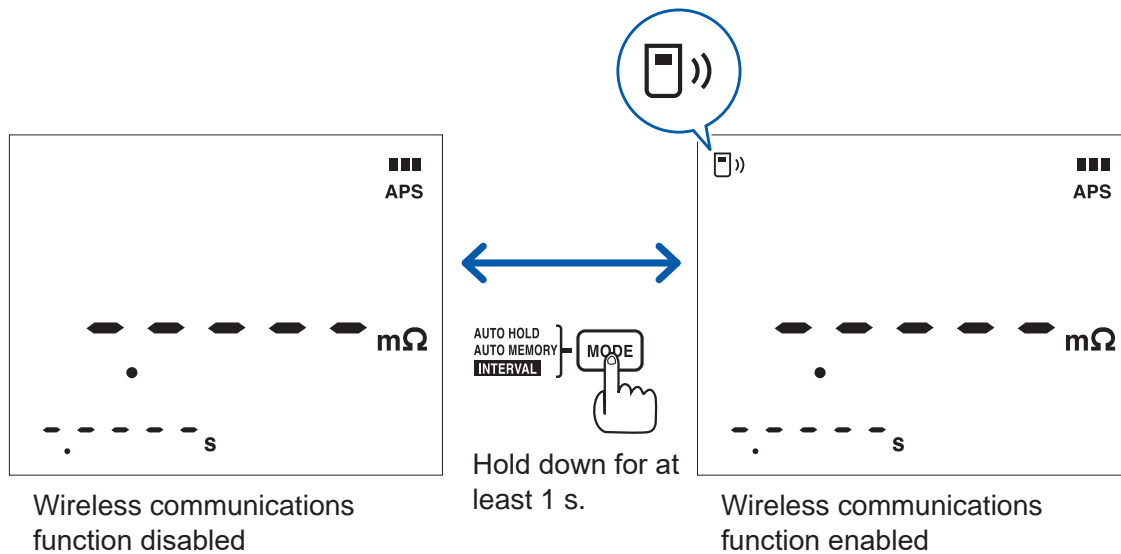 APS
mΩ
s
Wireless communications
function disabled
AUTO HOLD
AUTO MEMORY
INTERVAL
MODE
Hold down for at
least 1 s.
APS
mΩ
s
Wireless communications
function enabled